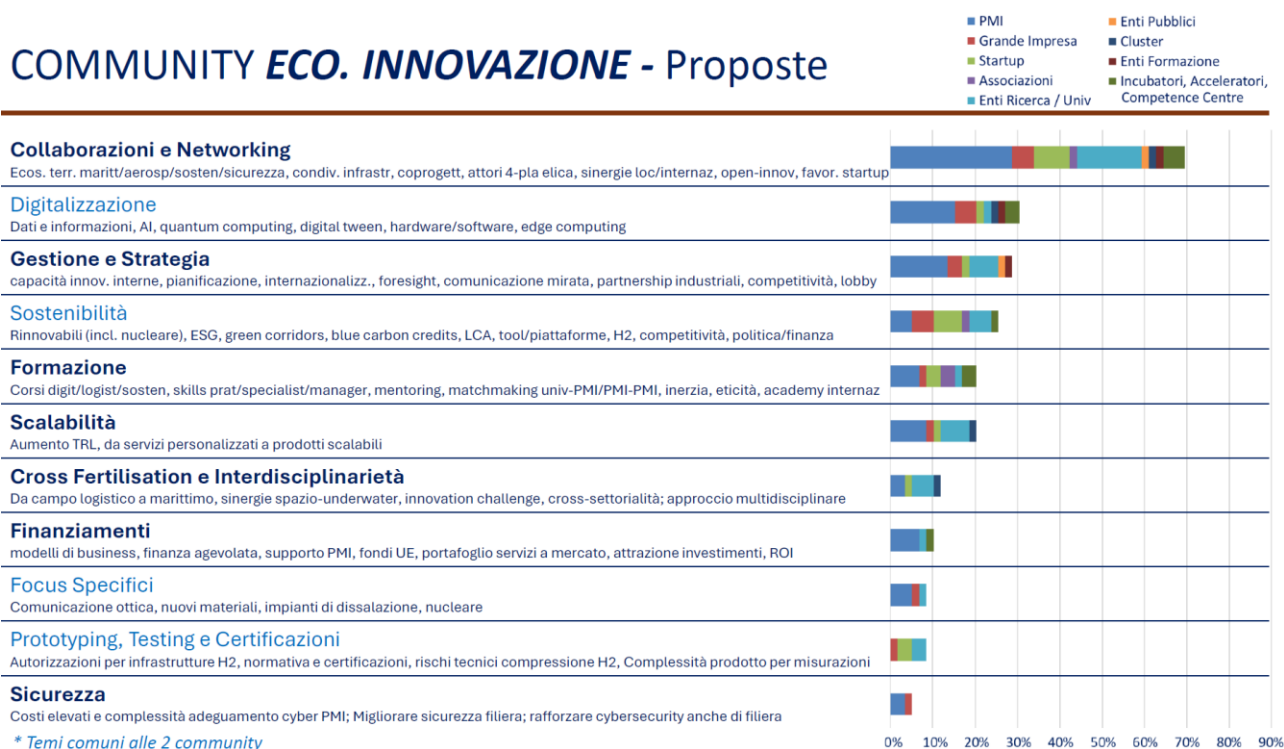 COMMUNITY ECO. INNOVAZIONE - Proposte
PMI
Grande Impresa
Startup
Associazioni
Enti Ricerca / Univ
Enti Pubblici
Cluster
Enti Formazione
Incubatori, Acceleratori,
Competence Centre
Collaborazioni e Networking
Ecos. terr. maritt/aerosp/sosten/sicurezza, condiv. infrastr, coprogett, attori 4-pla elica, sinergie loc/internaz, open-innov, favor. startup
Digitalizzazione
Dati e informazioni, AI, quantum computing, digital tween, hardware/software, edge computing
Gestione e Strategia
capacità innov. interne, pianificazione, internazionalizz., foresight, comunicazione mirata, partnership industriali, competitività, lobby
Sostenibilità
Rinnovabili (incl. nucleare), ESG, green corridors, blue carbon credits, LCA, tool/piattaforme, H2, competitività, politica/finanza
Formazione
Corsi digit/logist/sosten, skills prat/specialist/manager, mentoring, matchmaking univ-PMI/PMI-PMI, inerzia, eticità, academy internaz
Scalabilità
Aumento TRL, da servizi personalizzati a prodotti scalabili
Cross Fertilisation e Interdisciplinarietà
Da campo logistico a marittimo, sinergie spazio-underwater, innovation challenge, cross-settorialità; approccio multidisciplinare
Finanziamenti
modelli di business, finanza agevolata, supporto PMI, fondi UE, portafoglio servizi a mercato, attrazione investimenti, ROI
Focus Specifici
Comunicazione ottica, nuovi materiali, impianti di dissalazione, nucleare
Prototyping, Testing e Certificazioni
Autorizzazioni per infrastrutture H2, normativa e certificazioni, rischi tecnici compressione H2, Complessità prodotto per misurazioni
Sicurezza
Costi elevati e complessità adeguamento cyber PMI; Migliorare sicurezza filiera; rafforzare cybersecurity anche di filiera
* Temi comuni alle 2 community
0% 10% 20% 30% 40% 50% 60% 70% 80% 90%